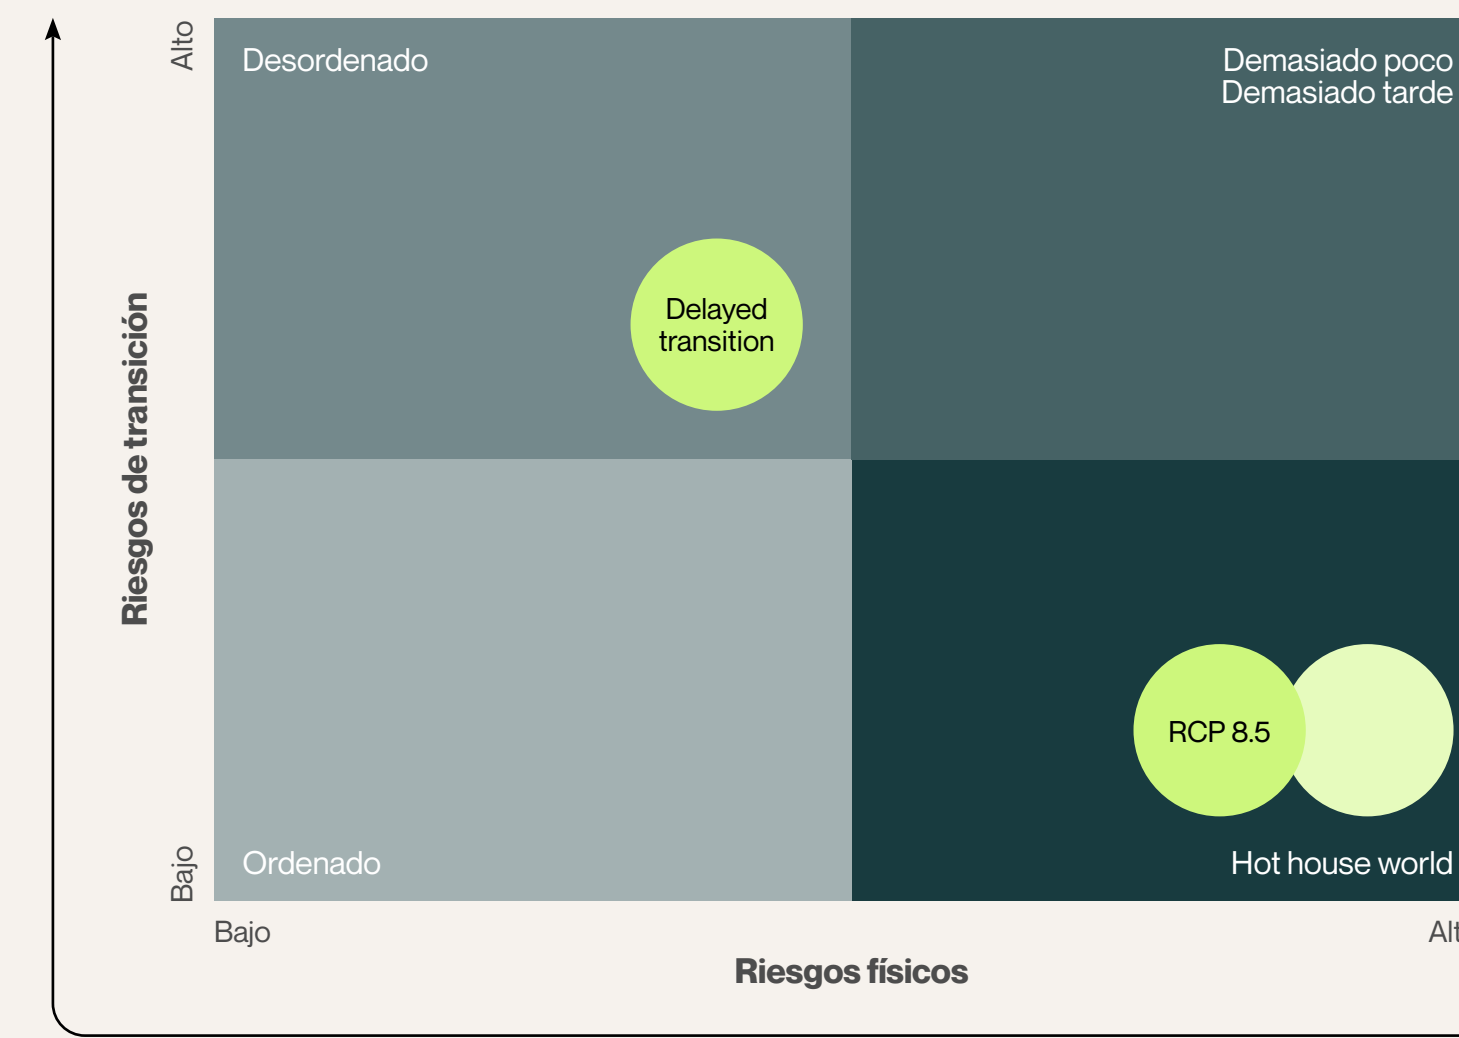 Alto
Desordenado
Demasiado poco
Demasiado tarde
Delayed
transition
Riesgos de transición
RCP 8.5
Bajo
Ordenado
Hot house world
Bajo
Alt
Riesgos físicos